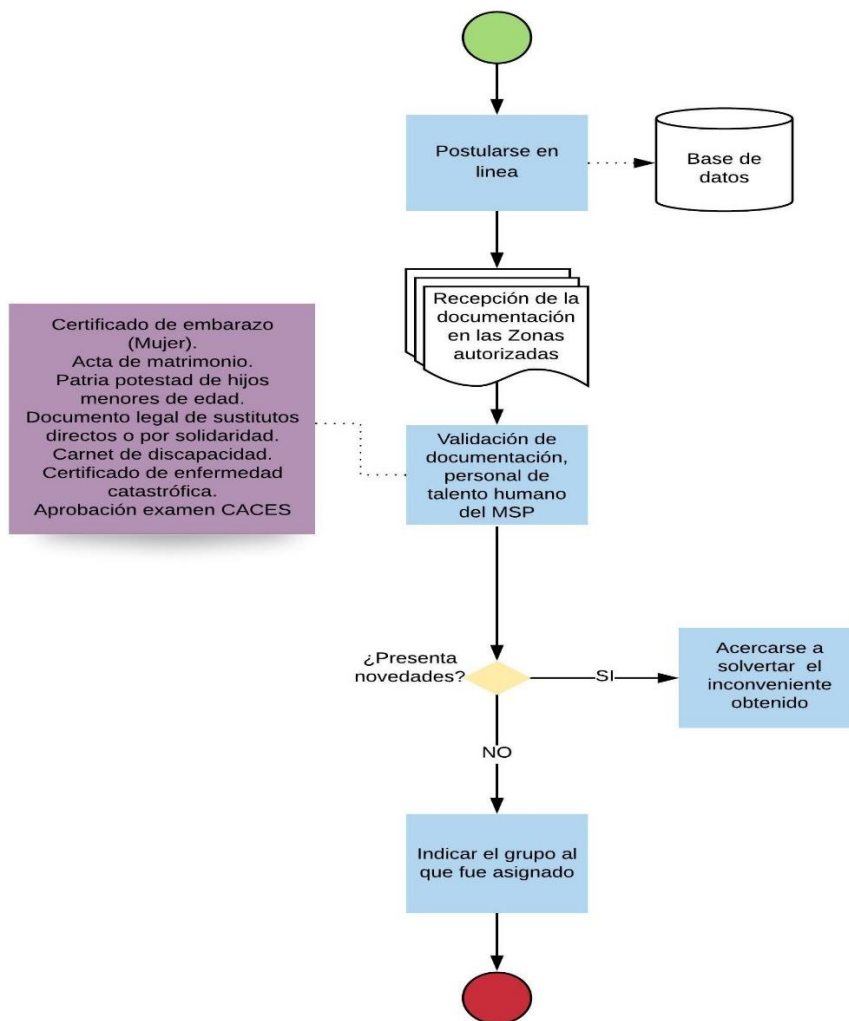 Postularse en
linea
Base de
datos
Recepción de la
documentación
en las Zonas
autorizadas
Certificado de embarazo
(Mujer).
Acta de matrimonio.
Patria potestad de hijos
menores de edad.
Documento legal de sustitutos
directos o por solidaridad.
Carnet de discapacidad.
Certificado de enfermedad
catastrófica.
Aprobación examen CACES
Validación de
documentación,
personal de
talento humano
del MSP
¿Presenta
novedades?
SI
Acercarse a
solvertar el
inconveniente
obtenido
NO
Indicar el grupo al
que fue asignado